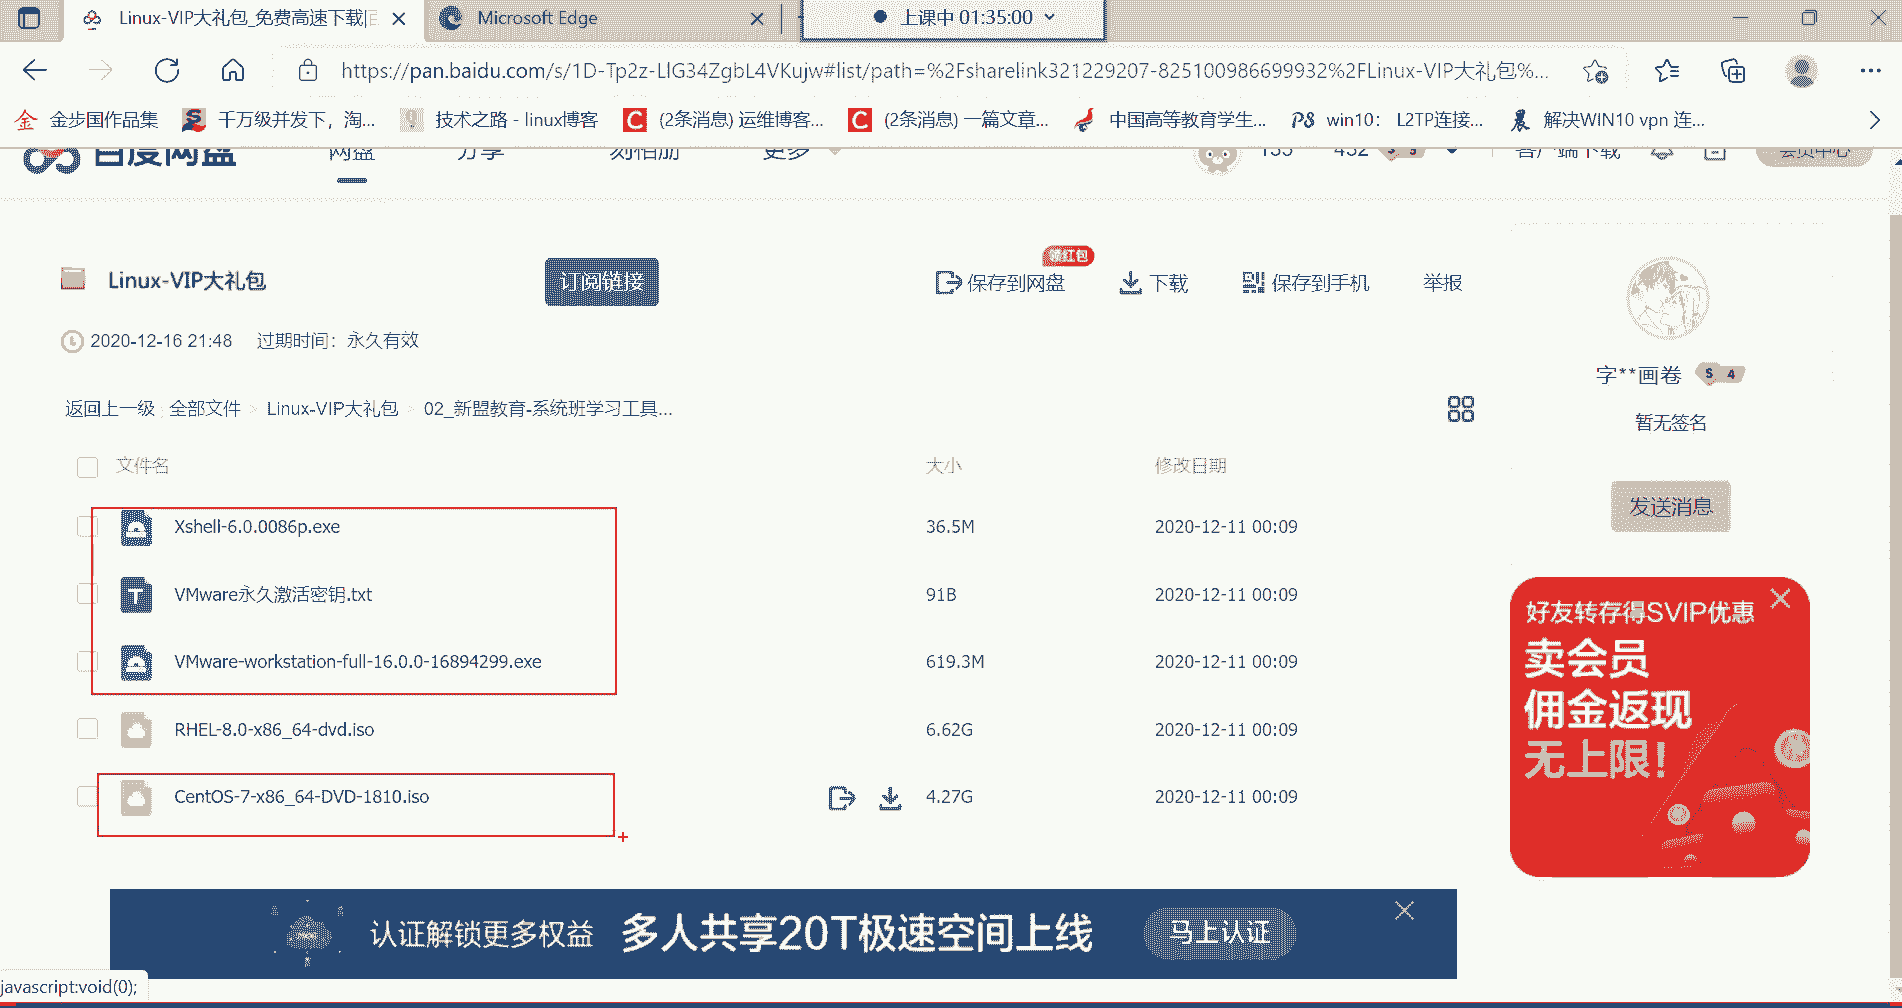 Linux-VIP大礼包_免费高速下载|百
Microsoft Edge
上课中 01:35:00
https://pan.baidu.com/s/1D-Tp2z-LlG34ZgbL4VKujw#list/path=%2Fsharelink321229207-825100986699932%2FLinux-VIP大礼包%...
金步国作品集
千万级并发下，淘...
技术之路 - linux博客
(2条消息) 运维博客...
(2条消息) 一篇文章...
中国高等教育学生...
win10： L2TP连接...
解决WIN10 vpn 连...
百度网盘
网盘
分享
更多
客户端下载
会员中心
Linux-VIP大礼包
订阅链接
领红包
保存到网盘
下载
保存到手机
举报
2020-12-16 21:48 过期时间：永久有效
返回上一级 全部文件 > Linux-VIP大礼包 > 02_新盟教育-系统班学习工具...
字**画卷 S 4
暂无签名
发送消息
文件名 大小 修改日期
Xshell-6.0.0086p.exe 36.5M 2020-12-11 00:09
VMware永久激活密钥.txt 91B 2020-12-11 00:09
VMware-workstation-full-16.0.0-16894299.exe 619.3M 2020-12-11 00:09
RHEL-8.0-x86_64-dvd.iso 6.62G 2020-12-11 00:09
CentOS-7-x86_64-DVD-1810.iso 4.27G 2020-12-11 00:09
好友转存得SVIP优惠
卖会员
佣金返现
无上限！
认证解锁更多权益 多人共享20T极速空间上线 马上认证
javascript:void(0);